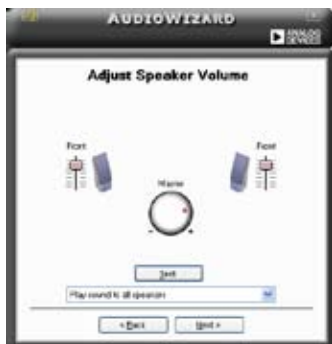 AUDIOWIZARD
ANALOG
DEVICES
Adjust Speaker Volume
Front
Front
Master
- +
Test
Play sound to all speakers
< Back
Next >